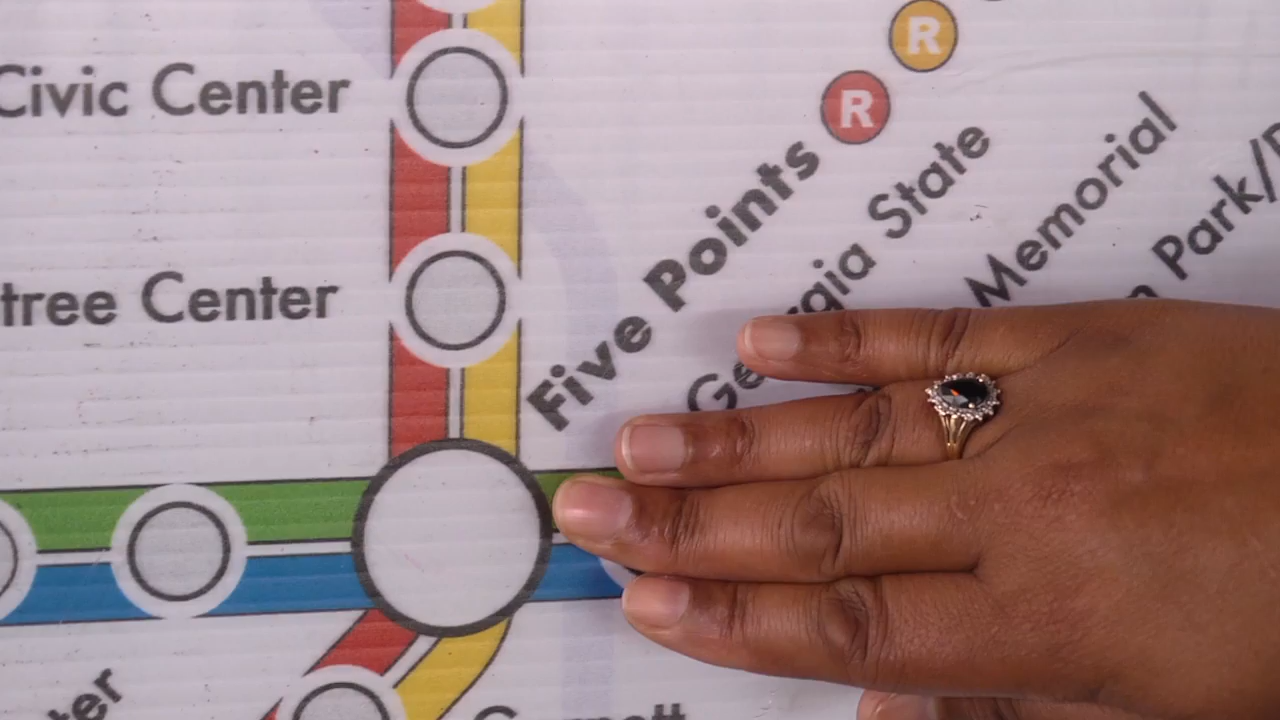 R
Civic Center
R
Five Points
Georgia State
Memorial
Park/
tree Center
ter